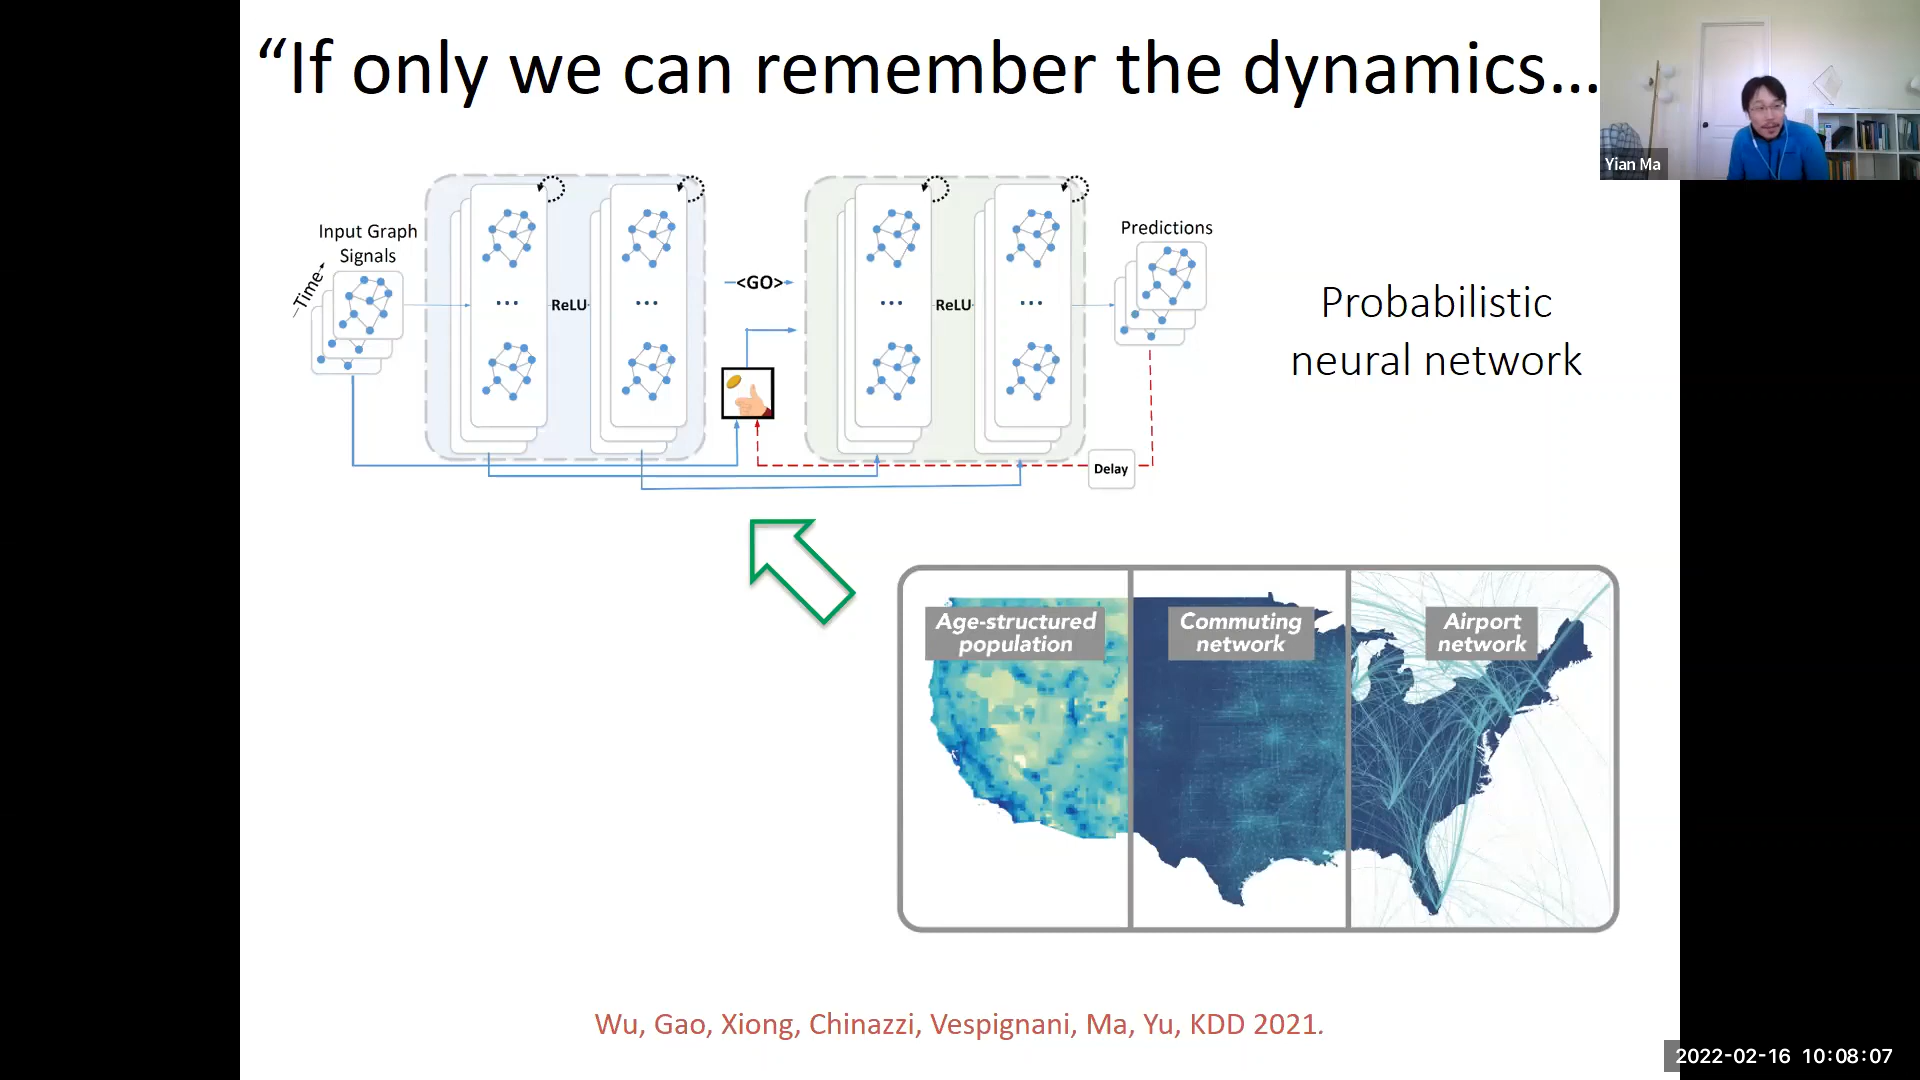 “If only we can remember the dynamics…
Yian Ma
Input Graph
Signals
Time
ReLU
<GO>
ReLU
Predictions
Delay
Probabilistic
neural network
Age-structured
population
Commuting
network
Airport
network
Wu, Gao, Xiong, Chinazzi, Vespignani, Ma, Yu, KDD 2021.
2022-02-16 10:08:07